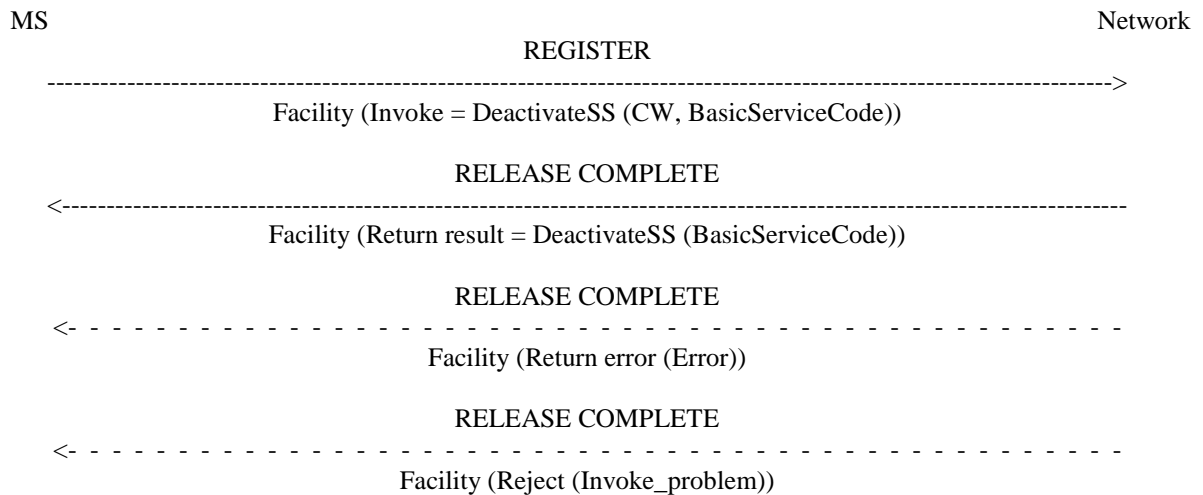 MS Network
REGISTER
Facility (Invoke = DeactivateSS (CW, BasicServiceCode))
RELEASE COMPLETE
Facility (Return result = DeactivateSS (BasicServiceCode))
RELEASE COMPLETE
Facility (Return error (Error))
RELEASE COMPLETE
Facility (Reject (Invoke_problem))